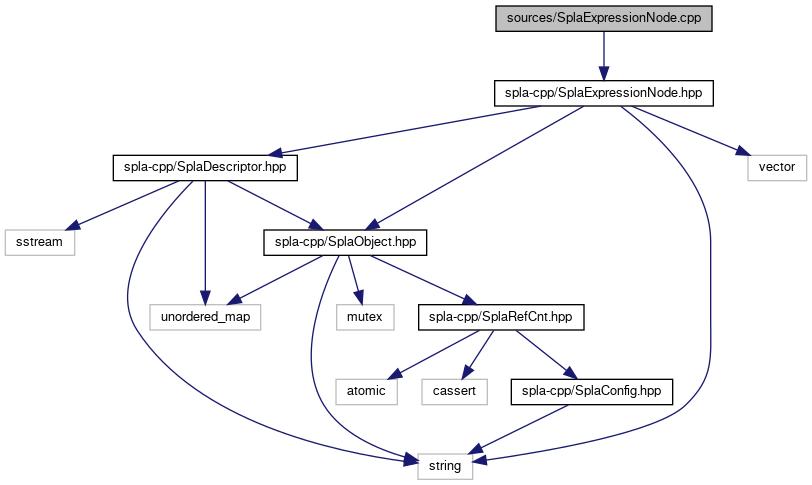 sources/SplaExpressionNode.cpp
spla-cpp/SplaExpressionNode.hpp
spla-cpp/SplaDescriptor.hpp
vector
sstream
spla-cpp/SplaObject.hpp
unordered_map
mutex
spla-cpp/SplaRefCnt.hpp
atomic
cassert
spla-cpp/SplaConfig.hpp
string